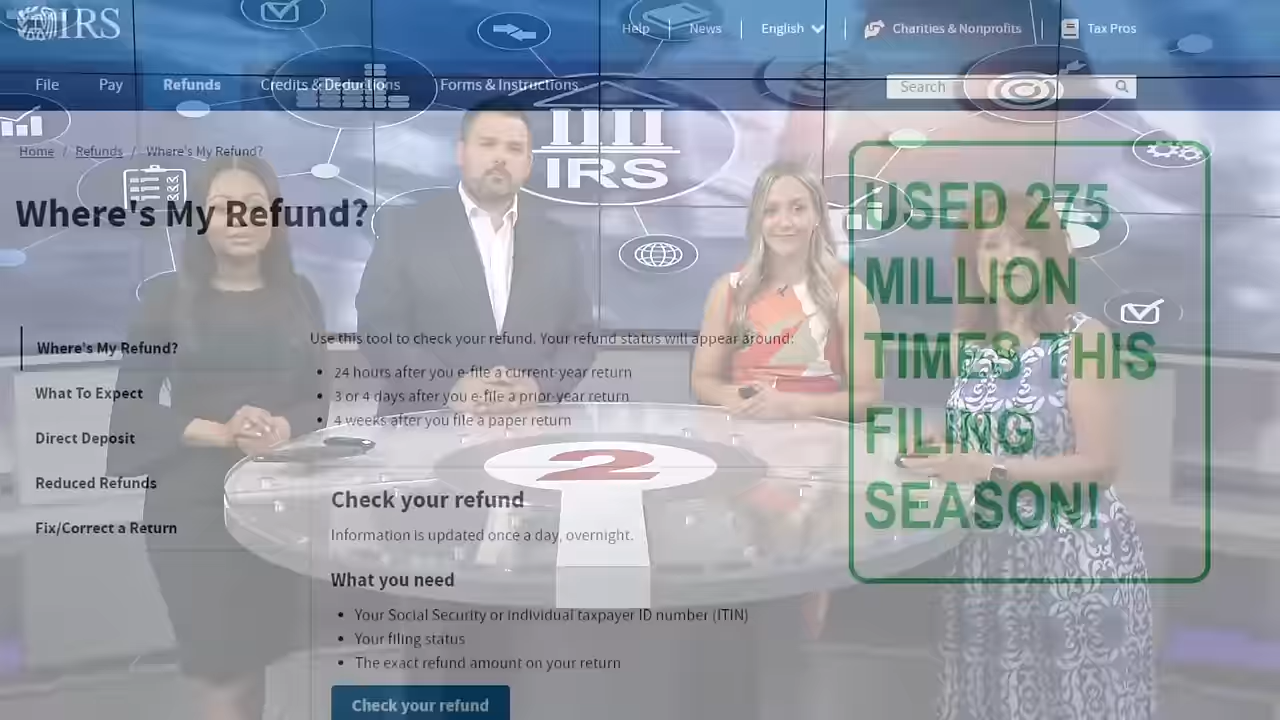 IRS
Help
News
English
Charities & Nonprofits
Tax Pros
File
Pay
Refunds
Credits & Deductions
Forms & Instructions
Search
IRS
Home / Refunds / Where's My Refund?
Where's My Refund?
USED 275
MILLION
TIMES THIS
FILING
SEASON!
Where's My Refund?
What To Expect
Direct Deposit
Reduced Refunds
Fix/Correct a Return
Use this tool to check your refund. Your refund status will appear around:
• 24 hours after you e-file a current-year return
• 3 or 4 days after you e-file a prior-year return
• 4 weeks after you file a paper return
2
Check your refund
Information is updated once a day, overnight.
What you need
• Your Social Security or individual taxpayer ID number (ITIN)
• Your filing status
• The exact refund amount on your return
Check your refund